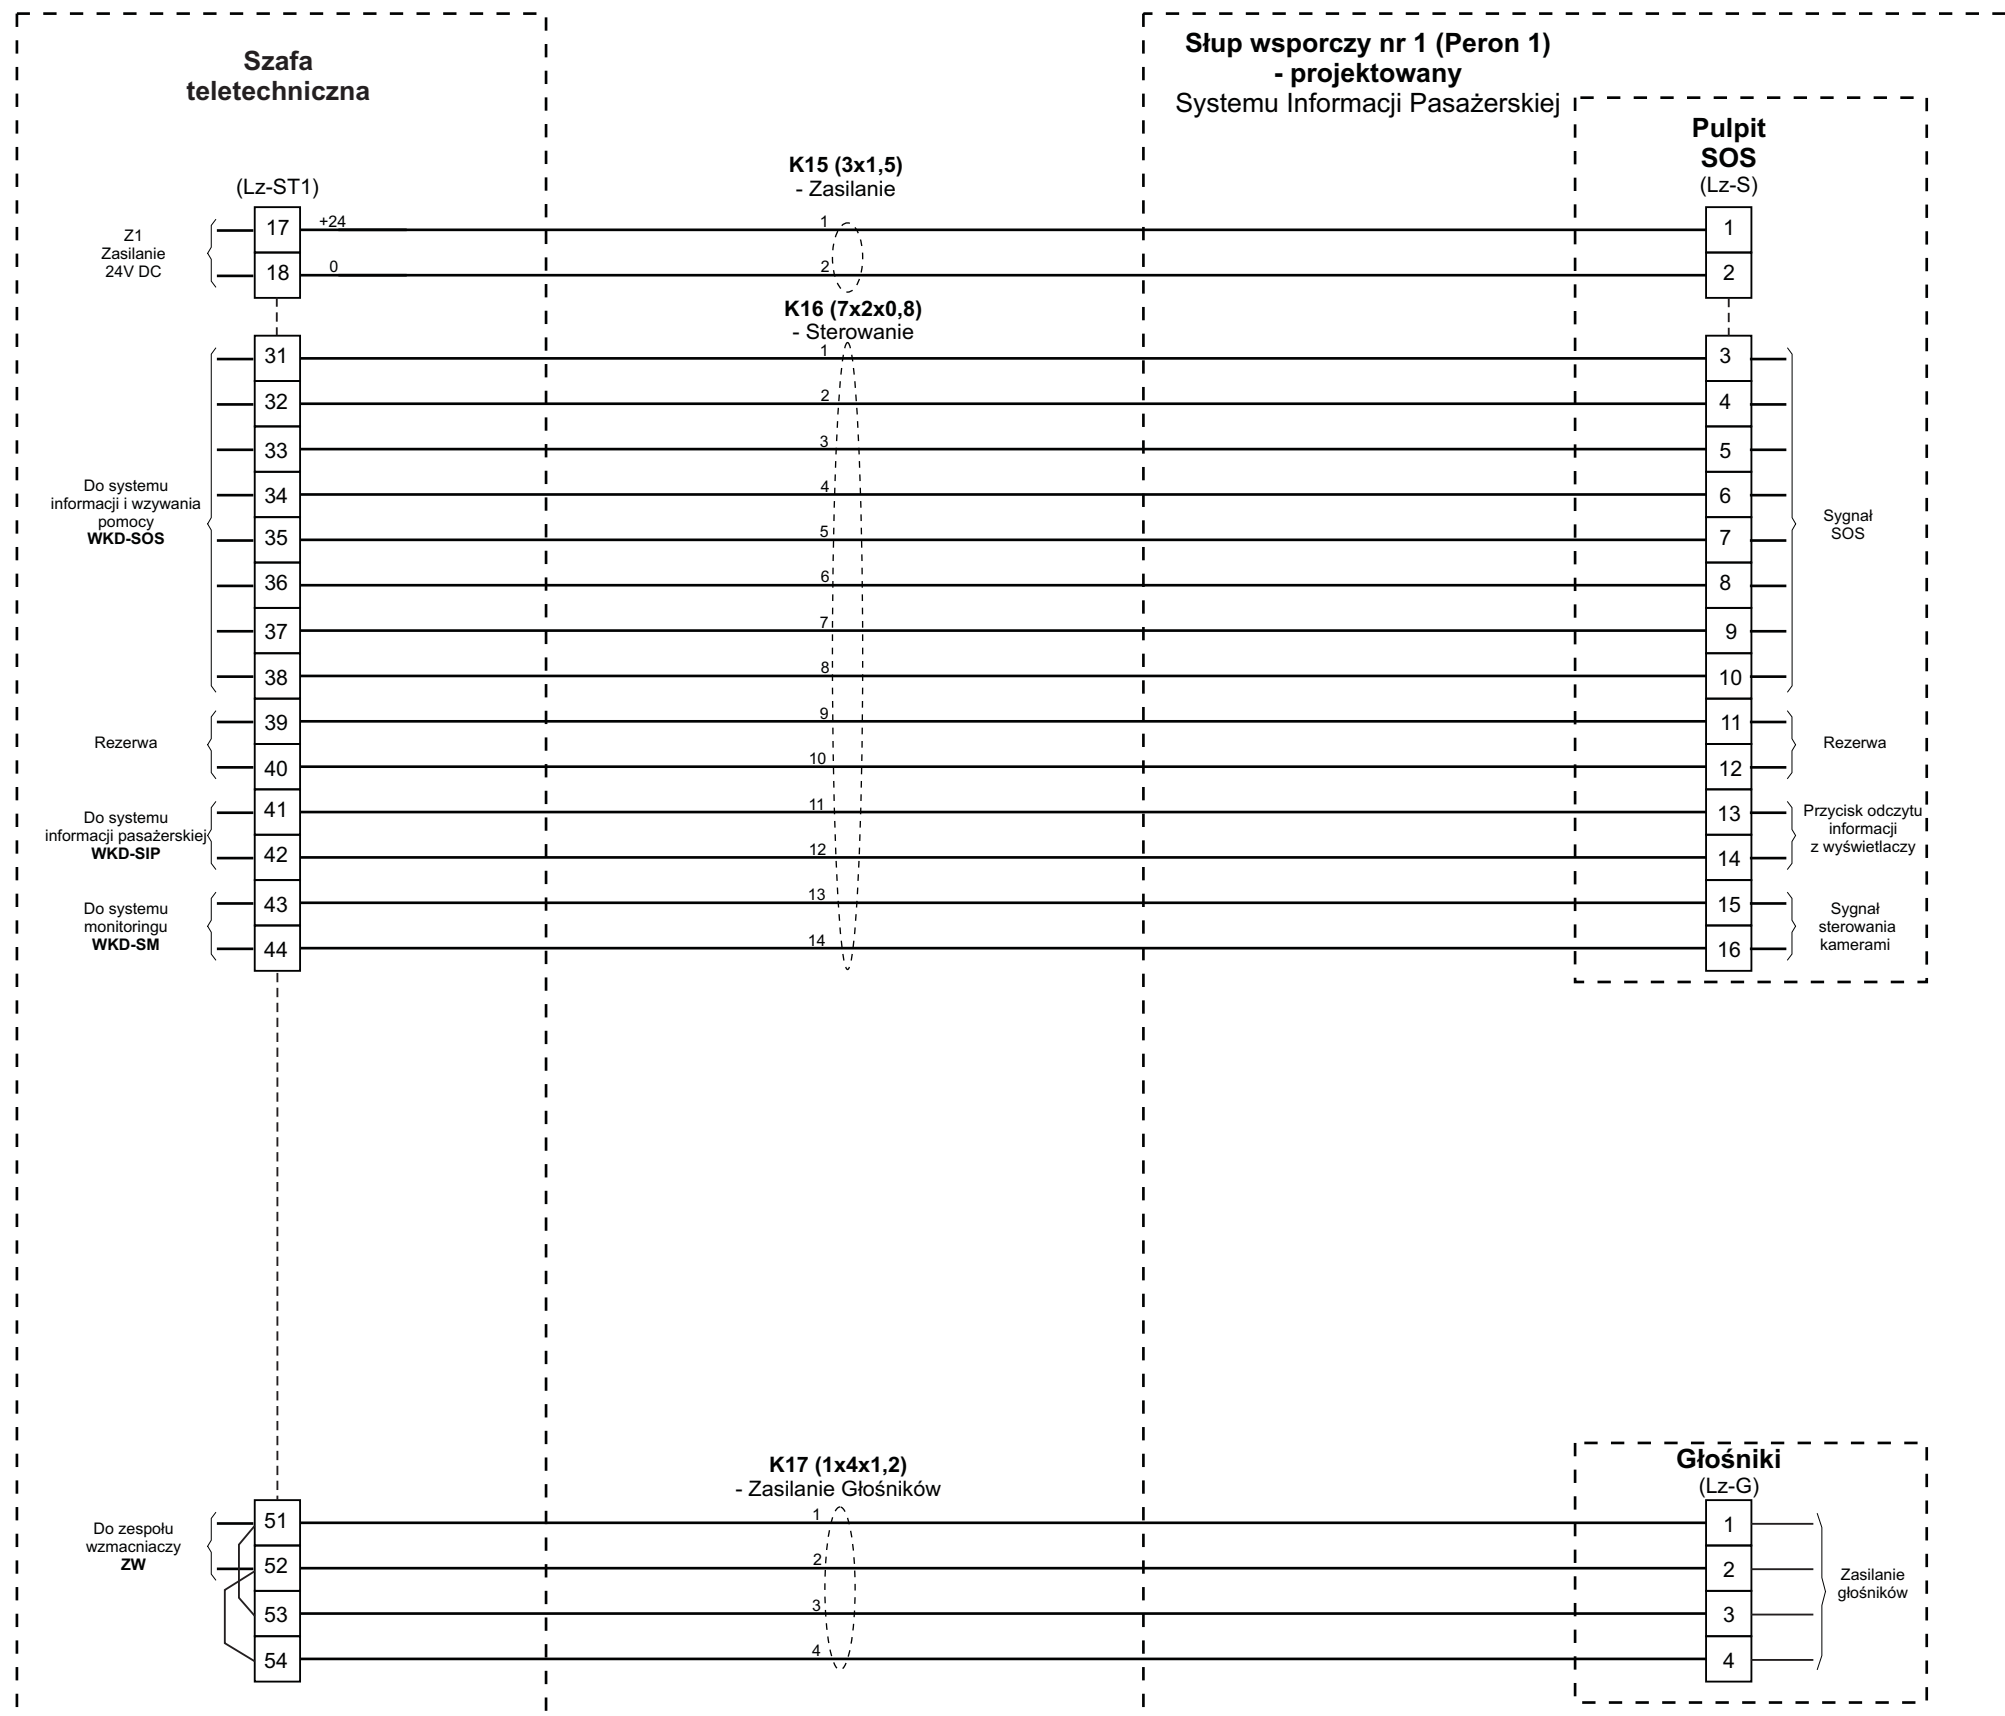 Szafa
teletechniczna
Słup wsporczy nr 1 (Peron 1)
- projektowany
Systemu Informacji Pasażerskiej
Pulpit
SOS
(Lz-S)
(Lz-ST1)
K15 (3x1,5)
- Zasilanie
Z1
Zasilanie
24V DC
17 +24 1 1
18 0 2 2
K16 (7x2x0,8)
- Sterowanie
31 1 3
32 2 4
33 3 5
34 4 6
35 5 7
36 6 8
37 7 9
38 8 10
Do systemu
informacji i wzywania
pomocy
WKD-SOS
Sygnał
SOS
39 9 11
40 10 12
Rezerwa
Rezerwa
41 11 13
42 12 14
Do systemu
informacji pasażerskiej
WKD-SIP
Przycisk odczytu
informacji
z wyświetlaczy
43 13 15
44 14 16
Do systemu
monitoringu
WKD-SM
Sygnał
sterowania
kamerami
K17 (1x4x1,2)
- Zasilanie Głośników
Głośniki
(Lz-G)
51 1 1
52 2 2
53 3 3
54 4 4
Do zespołu
wzmacniaczy
ZW
Zasilanie
głośników